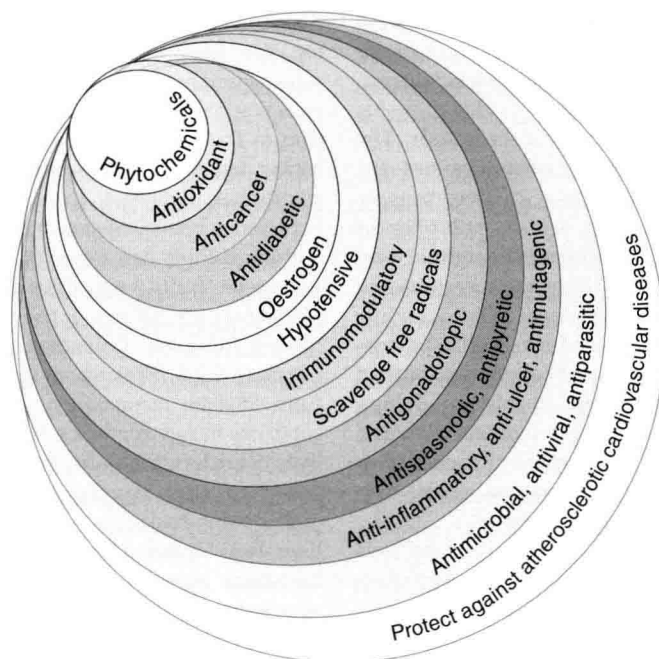 Phytochemicals
Antioxidant
Anticancer
Antidiabetic
Oestrogen
Hypotensive
Immunomodulatory
Scavenge free radicals
Antigonadotropic
Antispasmodic, antipyretic
Anti-inflammatory, anti-ulcer, antimutagenic
Antimicrobial, antiviral, antiparasitic
Protect against atherosclerotic cardiovascular diseases